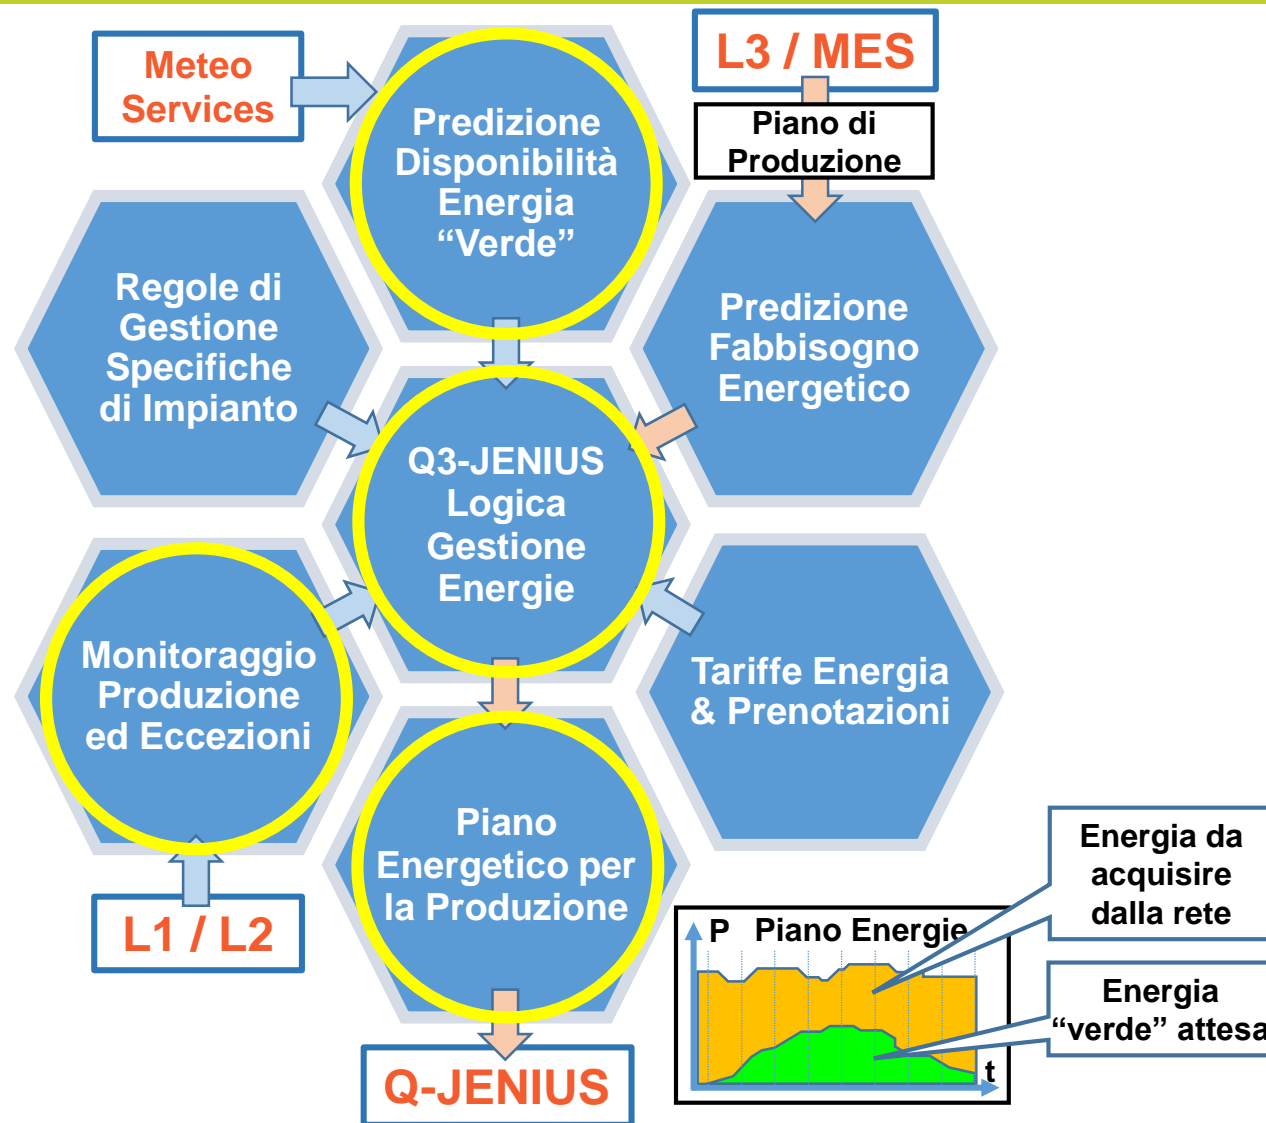 Meteo
Services
L3 / MES
Piano di
Produzione
Predizione
Disponibilità
Energia
“Verde”
Regole di
Gestione
Specifiche
di Impianto
Predizione
Fabbisogno
Energetico
Q3-JENIUS
Logica
Gestione
Energie
Monitoraggio
Produzione
ed Eccezioni
Tariffe Energia
& Prenotazioni
Piano
Energetico per
la Produzione
L1 / L2
Q-JENIUS
P Piano Energie
t
Energia da
acquisire
dalla rete
Energia
“verde” attesa